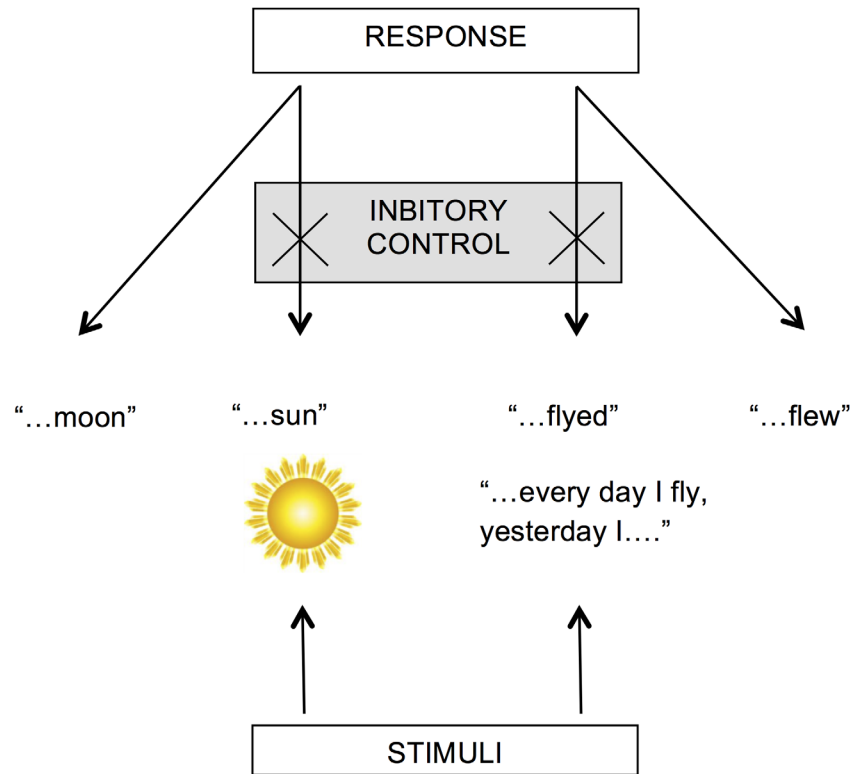 RESPONSE
INBITORY
CONTROL
“…moon”
“…sun”
“…flyed”
“…flew”
“…every day I fly,
yesterday I….”
STIMULI